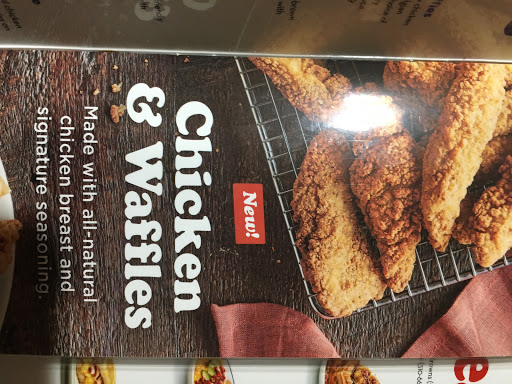 New!
Chicken
& Waffles
Made with all-natural
chicken breast and
signature seasoning.